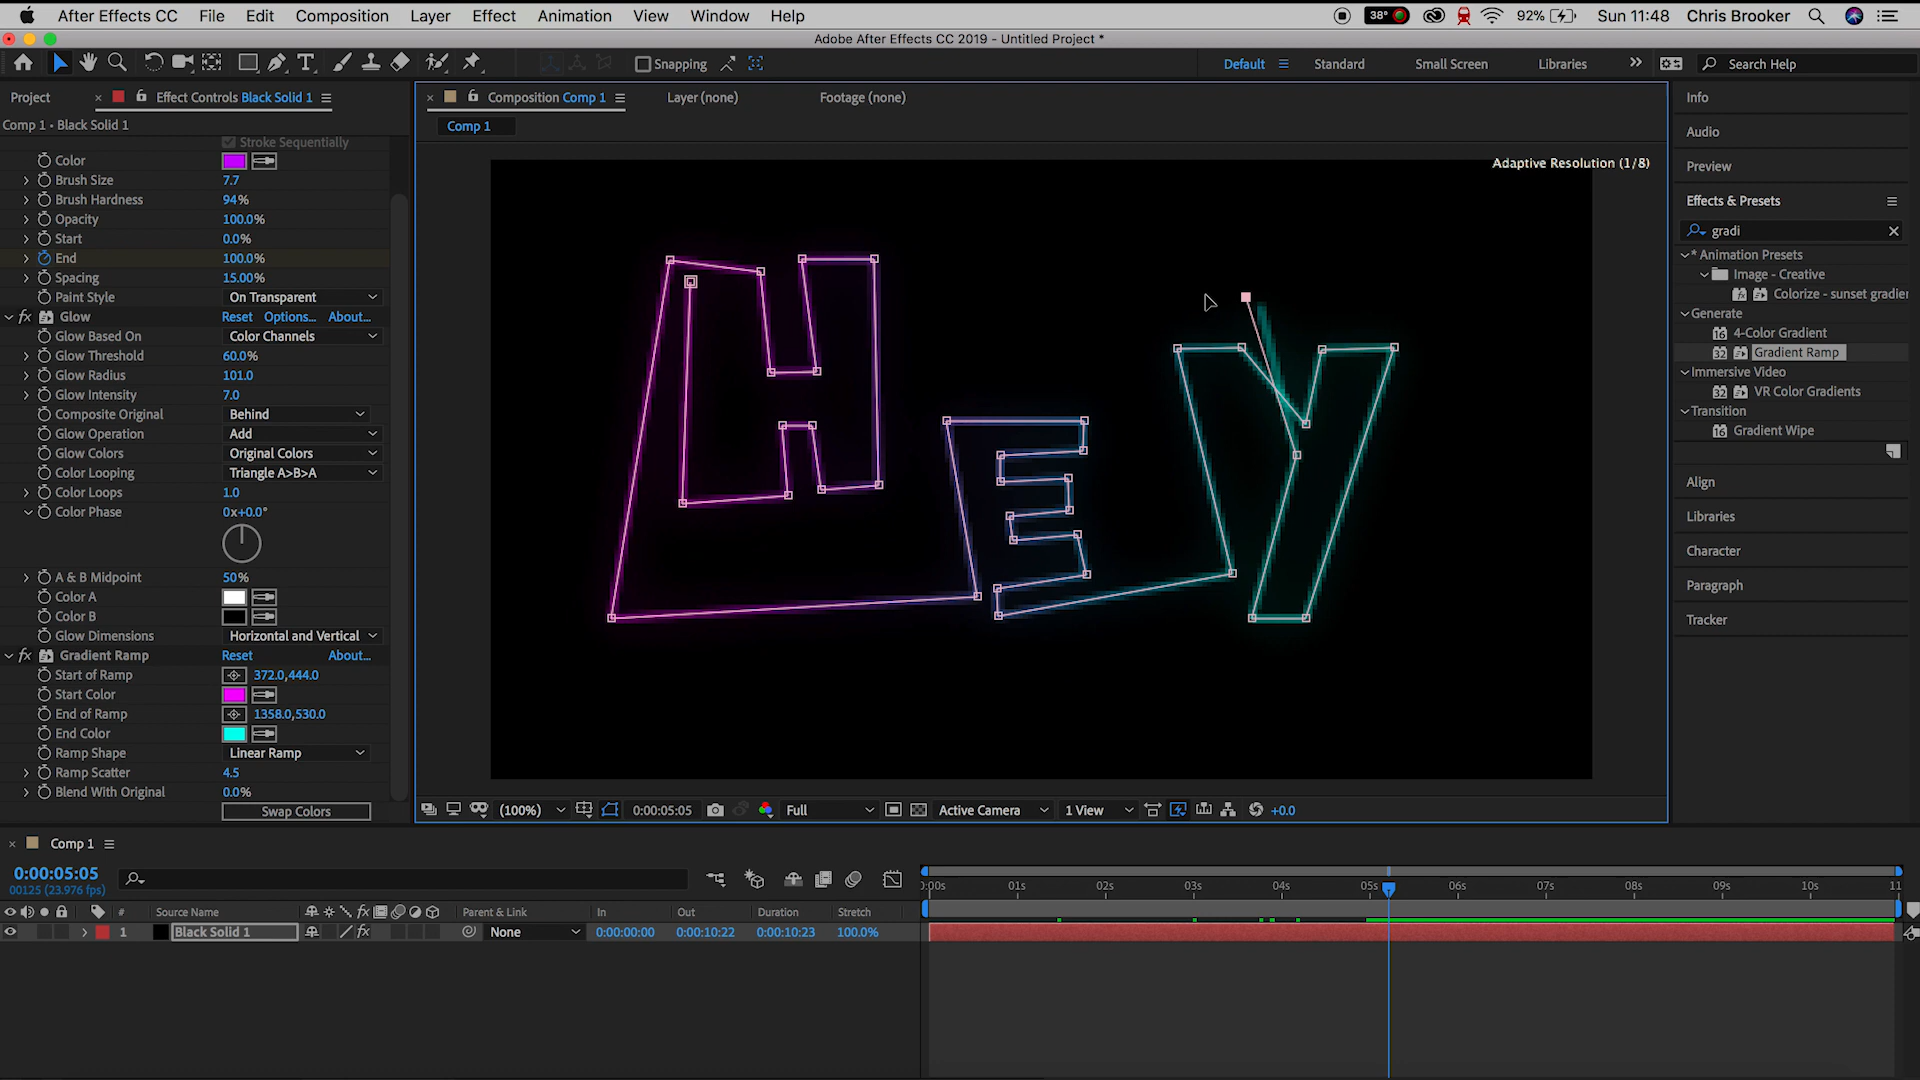 After Effects CC File Edit Composition Layer Effect Animation View Window Help 38° 92% Sun 11:48 Chris Brooker
Adobe After Effects CC 2019 - Untitled Project *
Snapping Default Standard Small Screen Libraries Search Help
Project Effect Controls Black Solid 1 Composition Comp 1 Layer (none) Footage (none) Info
Comp 1 • Black Solid 1 Comp 1
Audio
Stroke Sequentially
Adaptive Resolution (1/8)
Color
Preview
Brush Size 7.7
Brush Hardness 94%
Effects & Presets
Opacity 100.0%
gradi
Start 0.0%
* Animation Presets
End 100.0%
Image - Creative
Spacing 15.00%
Colorize - sunset gradier
Paint Style On Transparent
Generate
Glow Reset Options... About...
4-Color Gradient
Glow Based On Color Channels
Gradient Ramp
Glow Threshold 60.0%
Immersive Video
Glow Radius 101.0
VR Color Gradients
Glow Intensity 7.0
Transition
Composite Original Behind
Gradient Wipe
Glow Operation Add
Glow Colors Original Colors
Color Looping Triangle A>B>A
Align
Color Loops 1.0
Libraries
Color Phase 0x+0.0°
Character
A & B Midpoint 50%
Paragraph
Color A
Color B
Tracker
Glow Dimensions Horizontal and Vertical
Gradient Ramp Reset About...
Start of Ramp 372.0,444.0
Start Color
End of Ramp 1358.0,530.0
End Color
Ramp Shape Linear Ramp
Ramp Scatter 4.5
Blend With Original 0.0%
Swap Colors
HEY
(100%) 0:00:05:05 Full Active Camera 1 View +0.0
Comp 1
0:00:05:05
00125 (23.976 fps)
:00s 01s 02s 03s 04s 05s 06s 07s 08s 09s 10s 11
# Source Name Parent & Link In Out Duration Stretch
1 Black Solid 1 None 0:00:00:00 0:00:10:22 0:00:10:23 100.0%